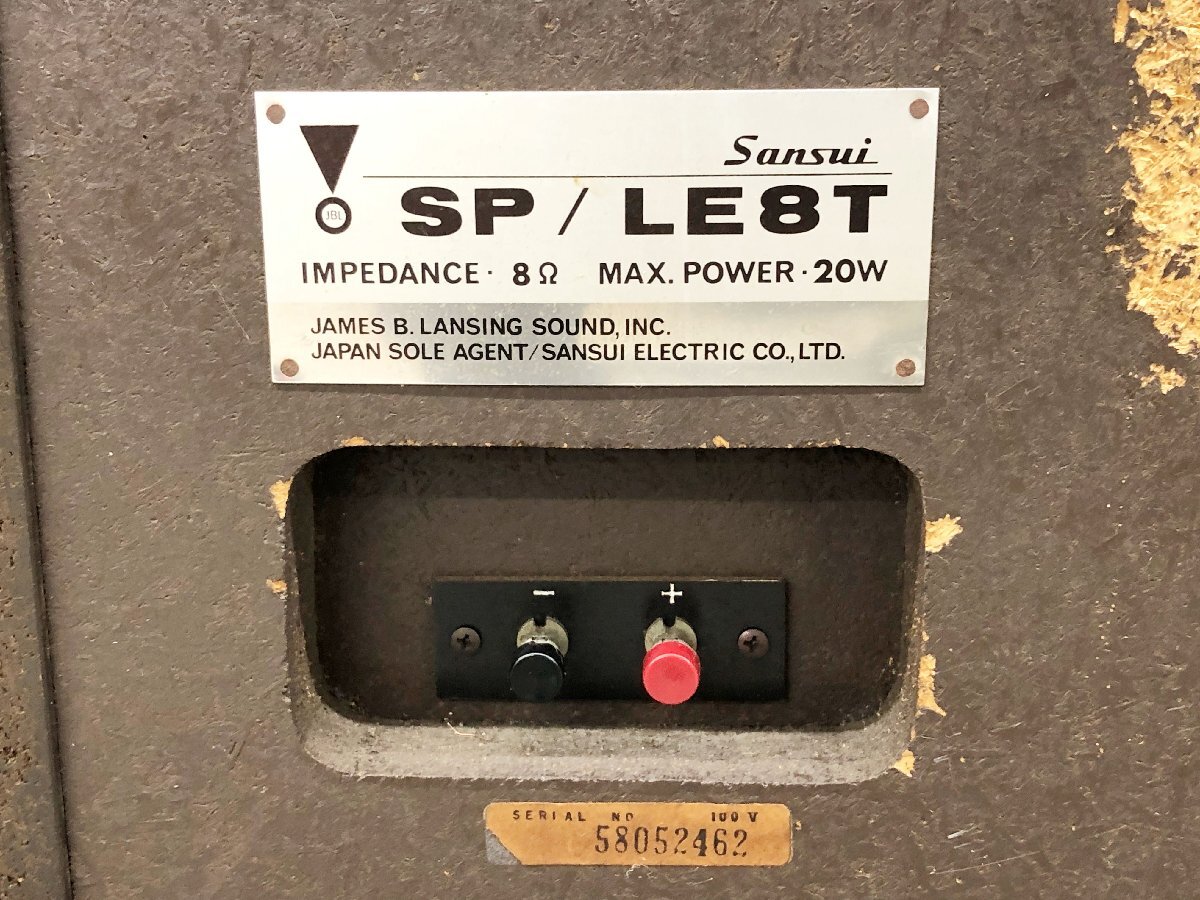 Sansui
JBL
SP / LE8T
IMPEDANCE · 8Ω MAX. POWER · 20W
JAMES B. LANSING SOUND, INC.
JAPAN SOLE AGENT/SANSUI ELECTRIC CO., LTD.
− +
SERIAL NO 100 V
58052462